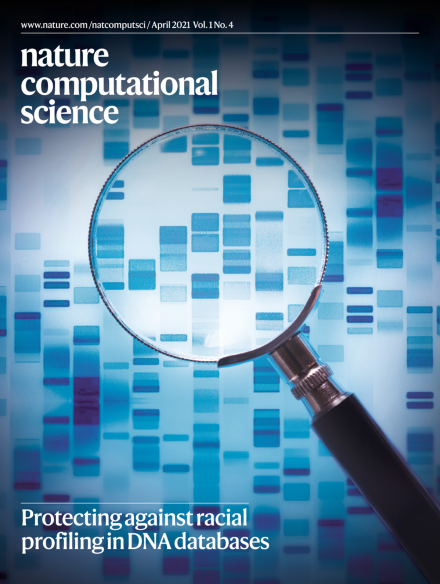 www.nature.com/natcomputsci/April 2021 Vol. 1 No. 4
nature
computational
science
Protecting against racial
profiling in DNA databases